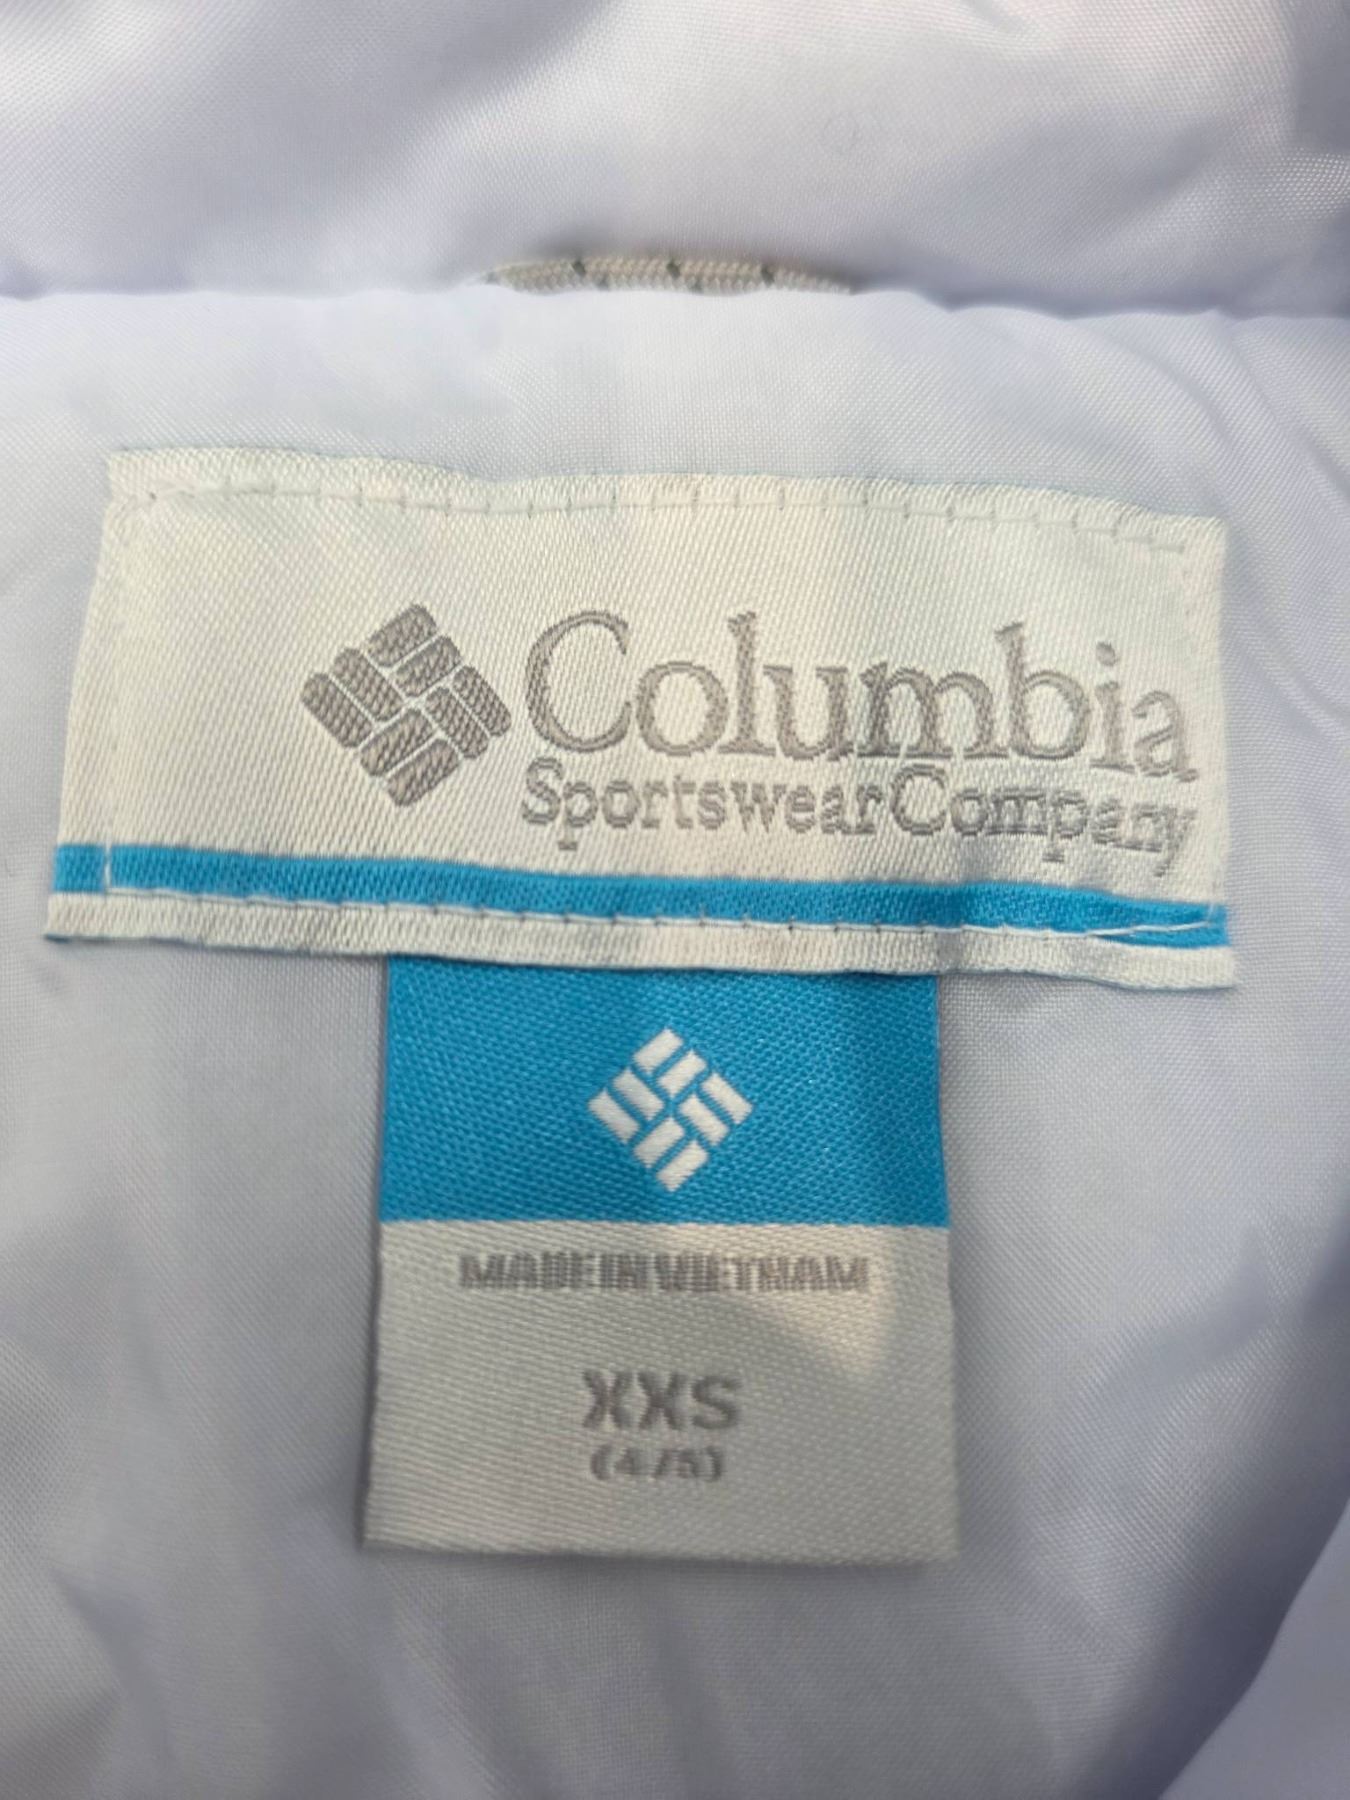 Columbia
Sportswear Company
MADE IN VIETNAM
XXS
(4/5)